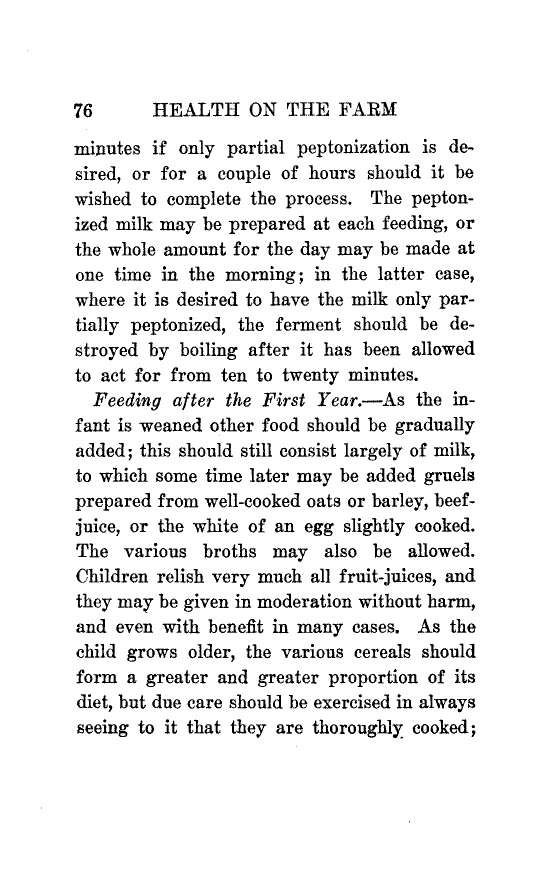 76 HEALTH ON THE FARM
minutes if only partial peptonization is de-
sired, or for a couple of hours should it be
wished to complete the process. The pepton-
ized milk may be prepared at each feeding, or
the whole amount for the day may be made at
one time in the morning; in the latter case,
where it is desired to have the milk only par-
tially peptonized, the ferment should be de-
stroyed by boiling after it has been allowed
to act for from ten to twenty minutes.
Feeding after the First Year.—As the in-
fant is weaned other food should be gradually
added; this should still consist largely of milk,
to which some time later may be added gruels
prepared from well-cooked oats or barley, beef-
juice, or the white of an egg slightly cooked.
The various broths may also be allowed.
Children relish very much all fruit-juices, and
they may be given in moderation without harm,
and even with benefit in many cases. As the
child grows older, the various cereals should
form a greater and greater proportion of its
diet, but due care should be exercised in always
seeing to it that they are thoroughly cooked;